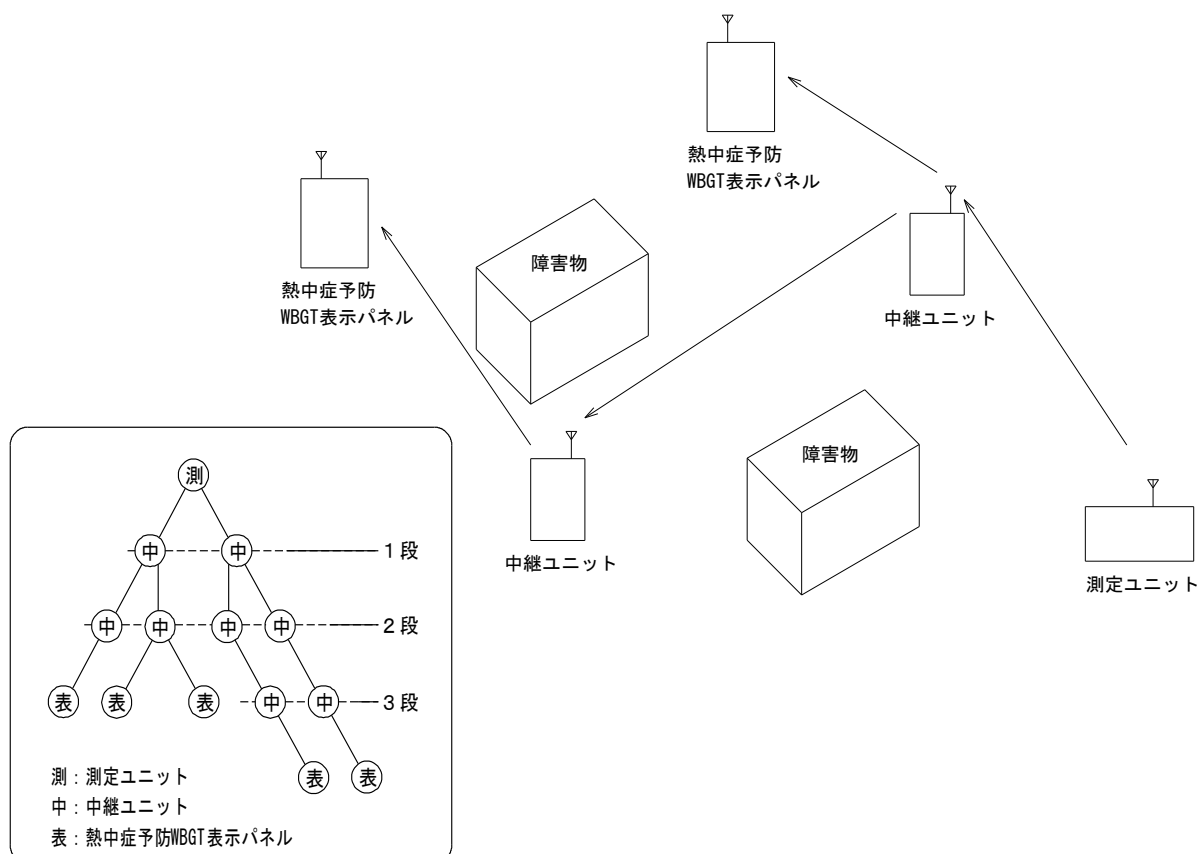 熱中症予防
WBGT表示パネル
熱中症予防
WBGT表示パネル
障害物
中継ユニット
障害物
中継ユニット
測定ユニット
測
中 中 1段
中 中 中 中 2段
表 表 表 中 中 3段
表 表
測：測定ユニット
中：中継ユニット
表：熱中症予防WBGT表示パネル